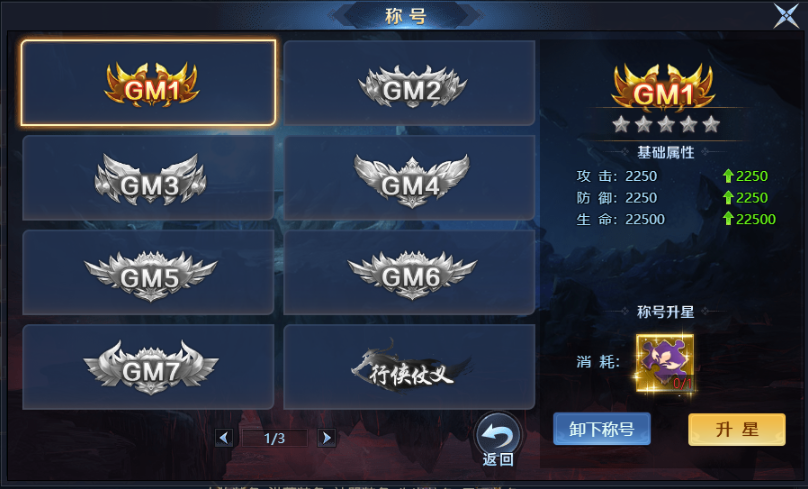 称号
GM1
GM2
GM3
GM4
GM5
GM6
GM7
行侠仗义
1/3
返回
GM1
基础属性
攻 击： 2250 2250
防 御： 2250 2250
生 命： 22500 22500
称号升星
消 耗：
0/1
卸下称号
升 星